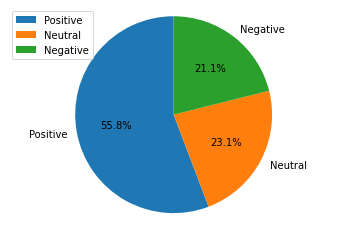 Positive
Neutral
Negative
Negative
21.1%
55.8%
Positive
23.1%
Neutral